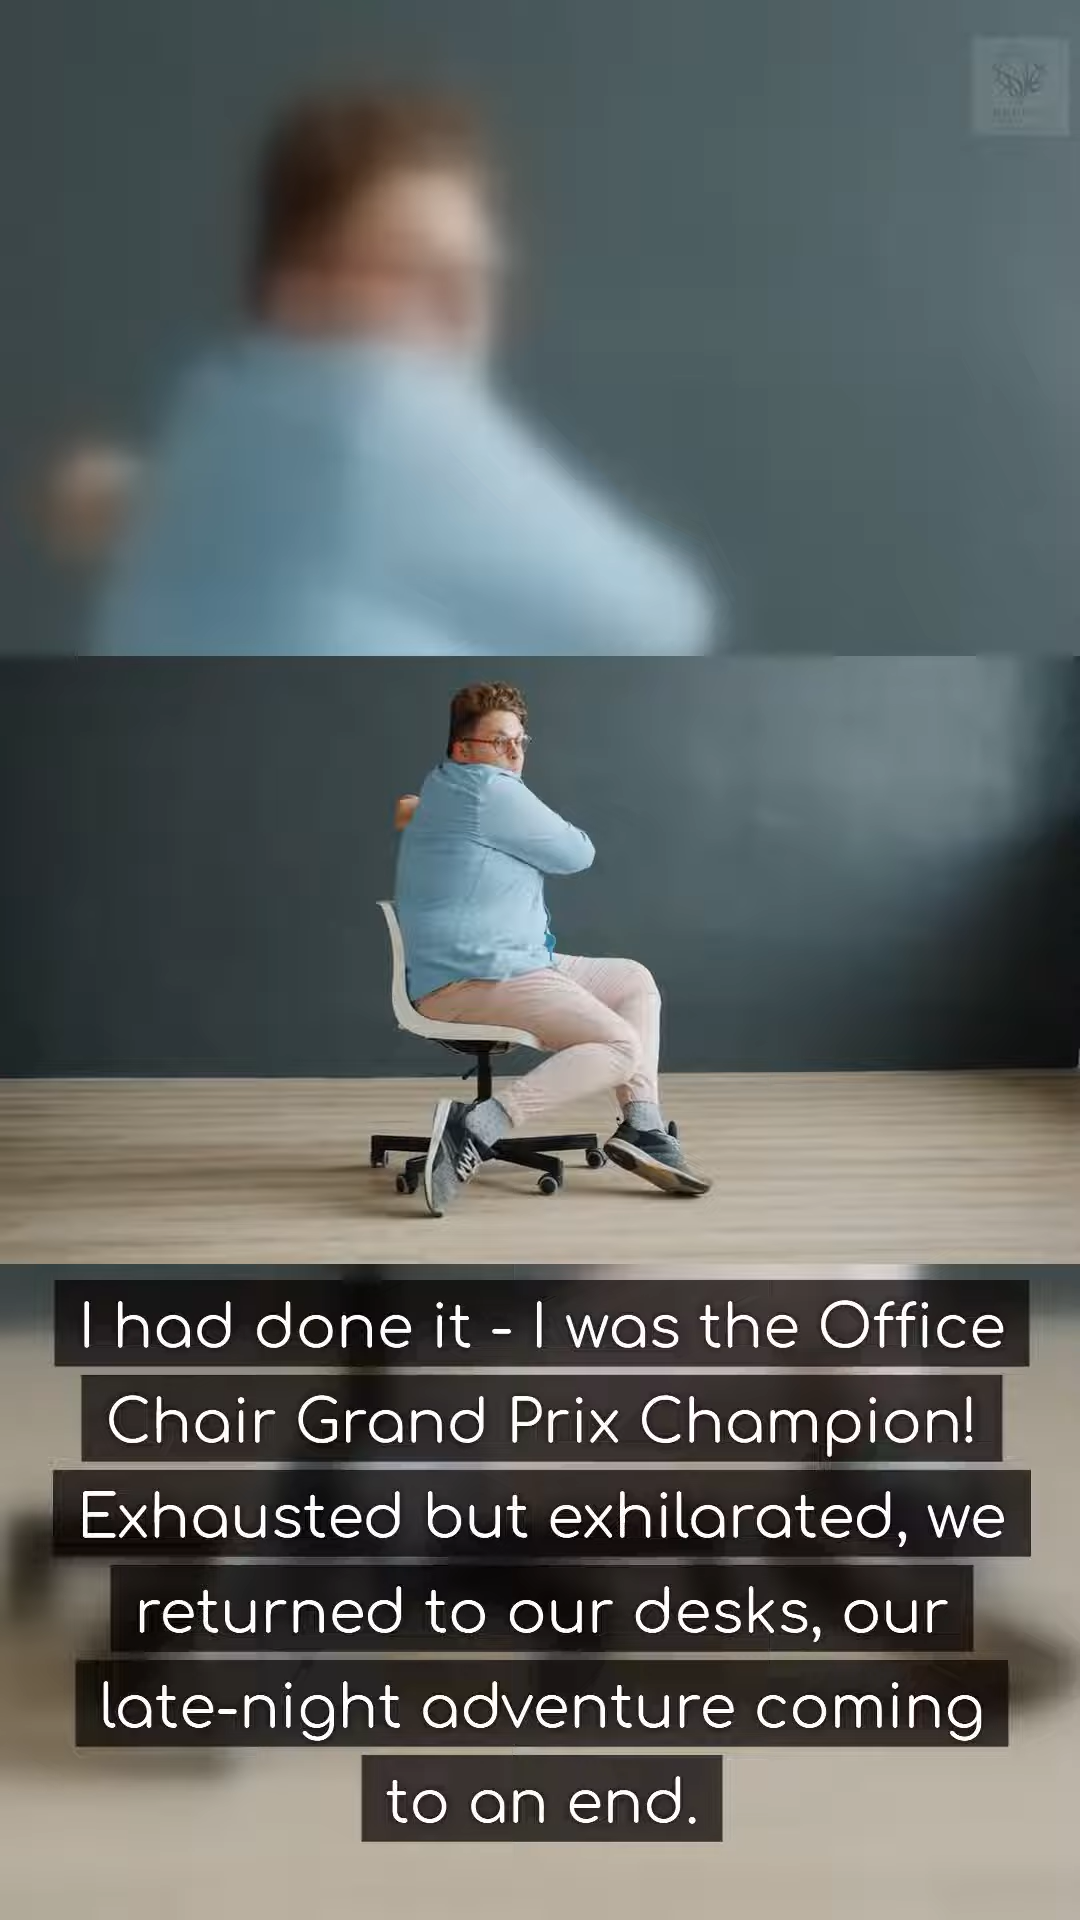 I had done it - I was the Office
Chair Grand Prix Champion!
Exhausted but exhilarated, we
returned to our desks, our
late-night adventure coming
to an end.